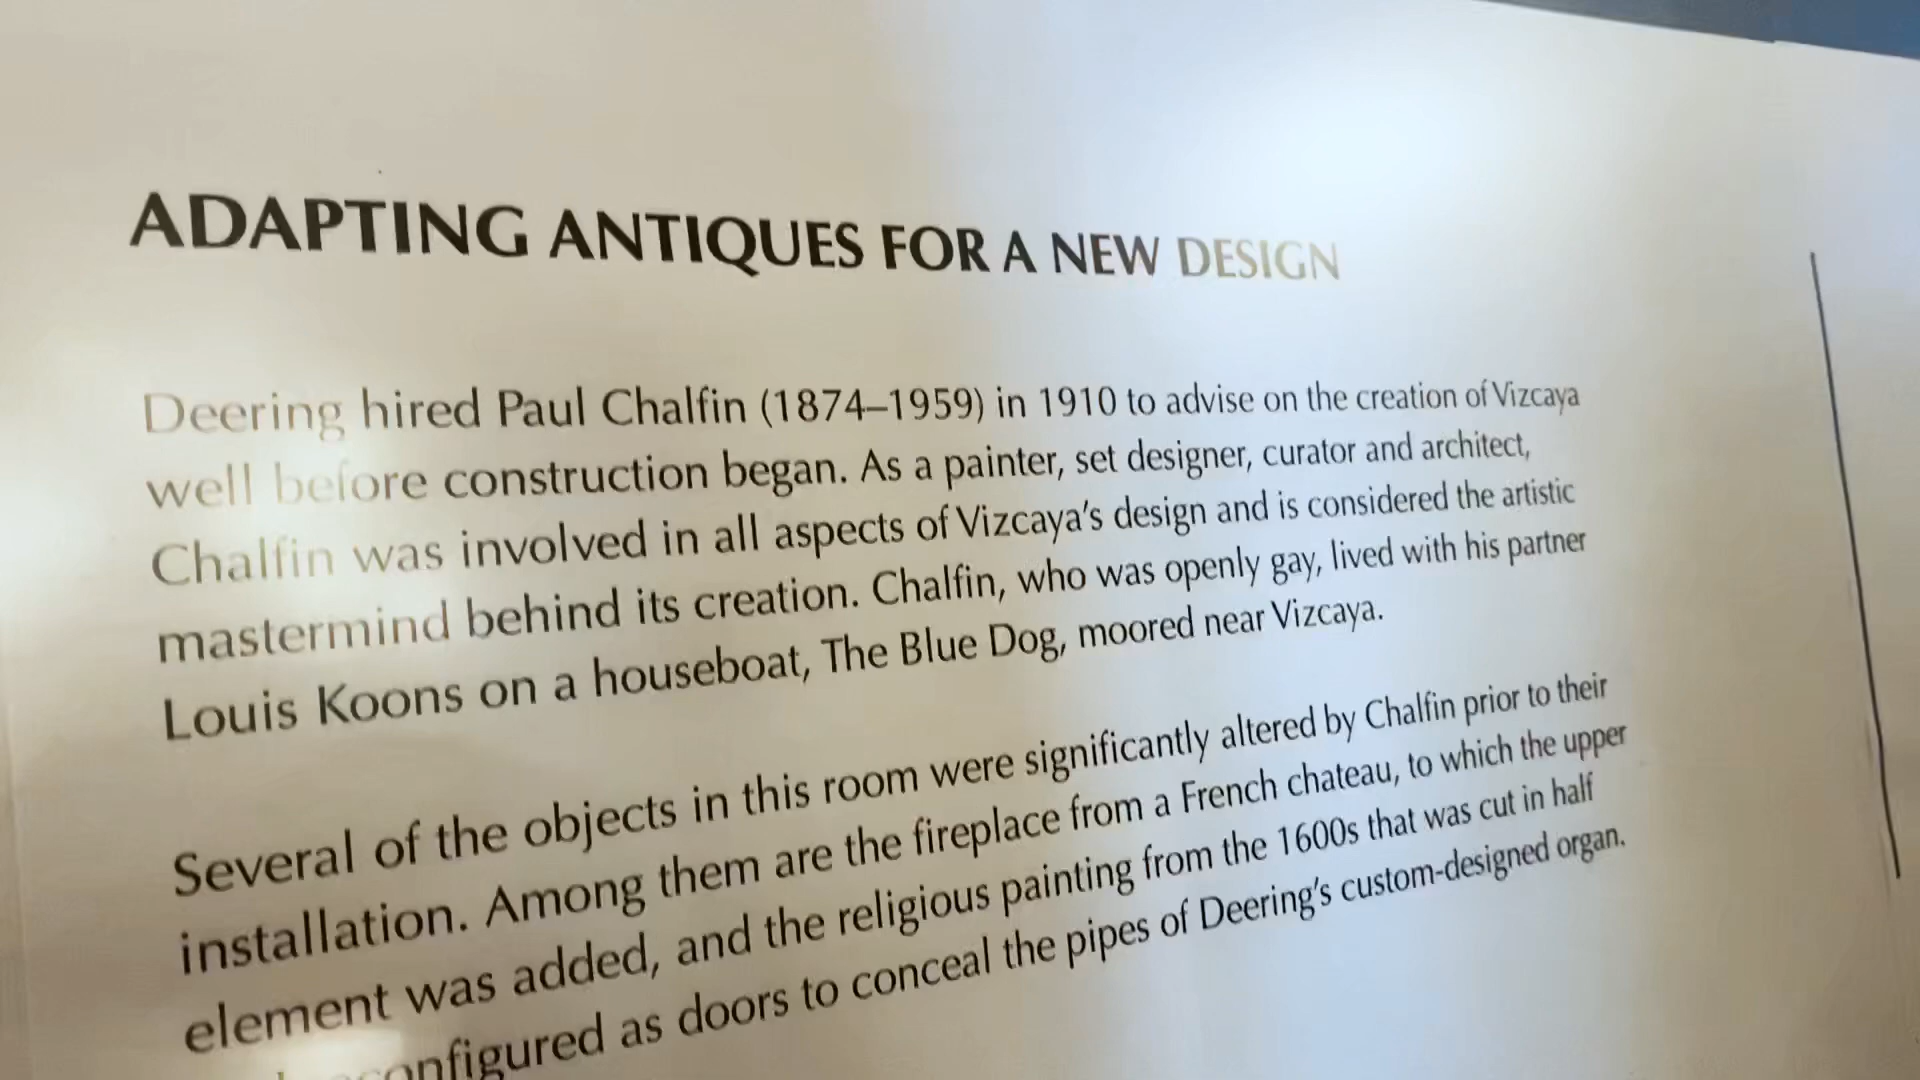 ADAPTING ANTIQUES FOR A NEW DESIGN
Deering hired Paul Chalfin (1874–1959) in 1910 to advise on the creation of Vizcaya
well before construction began. As a painter, set designer, curator and architect,
Chalfin was involved in all aspects of Vizcaya's design and is considered the artistic
mastermind behind its creation. Chalfin, who was openly gay, lived with his partner
Louis Koons on a houseboat, The Blue Dog, moored near Vizcaya.
Several of the objects in this room were significantly altered by Chalfin prior to their
installation. Among them are the fireplace from a French chateau, to which the upper
element was added, and the religious painting from the 1600s that was cut in half
as doors to conceal the pipes of Deering's custom-designed organ.